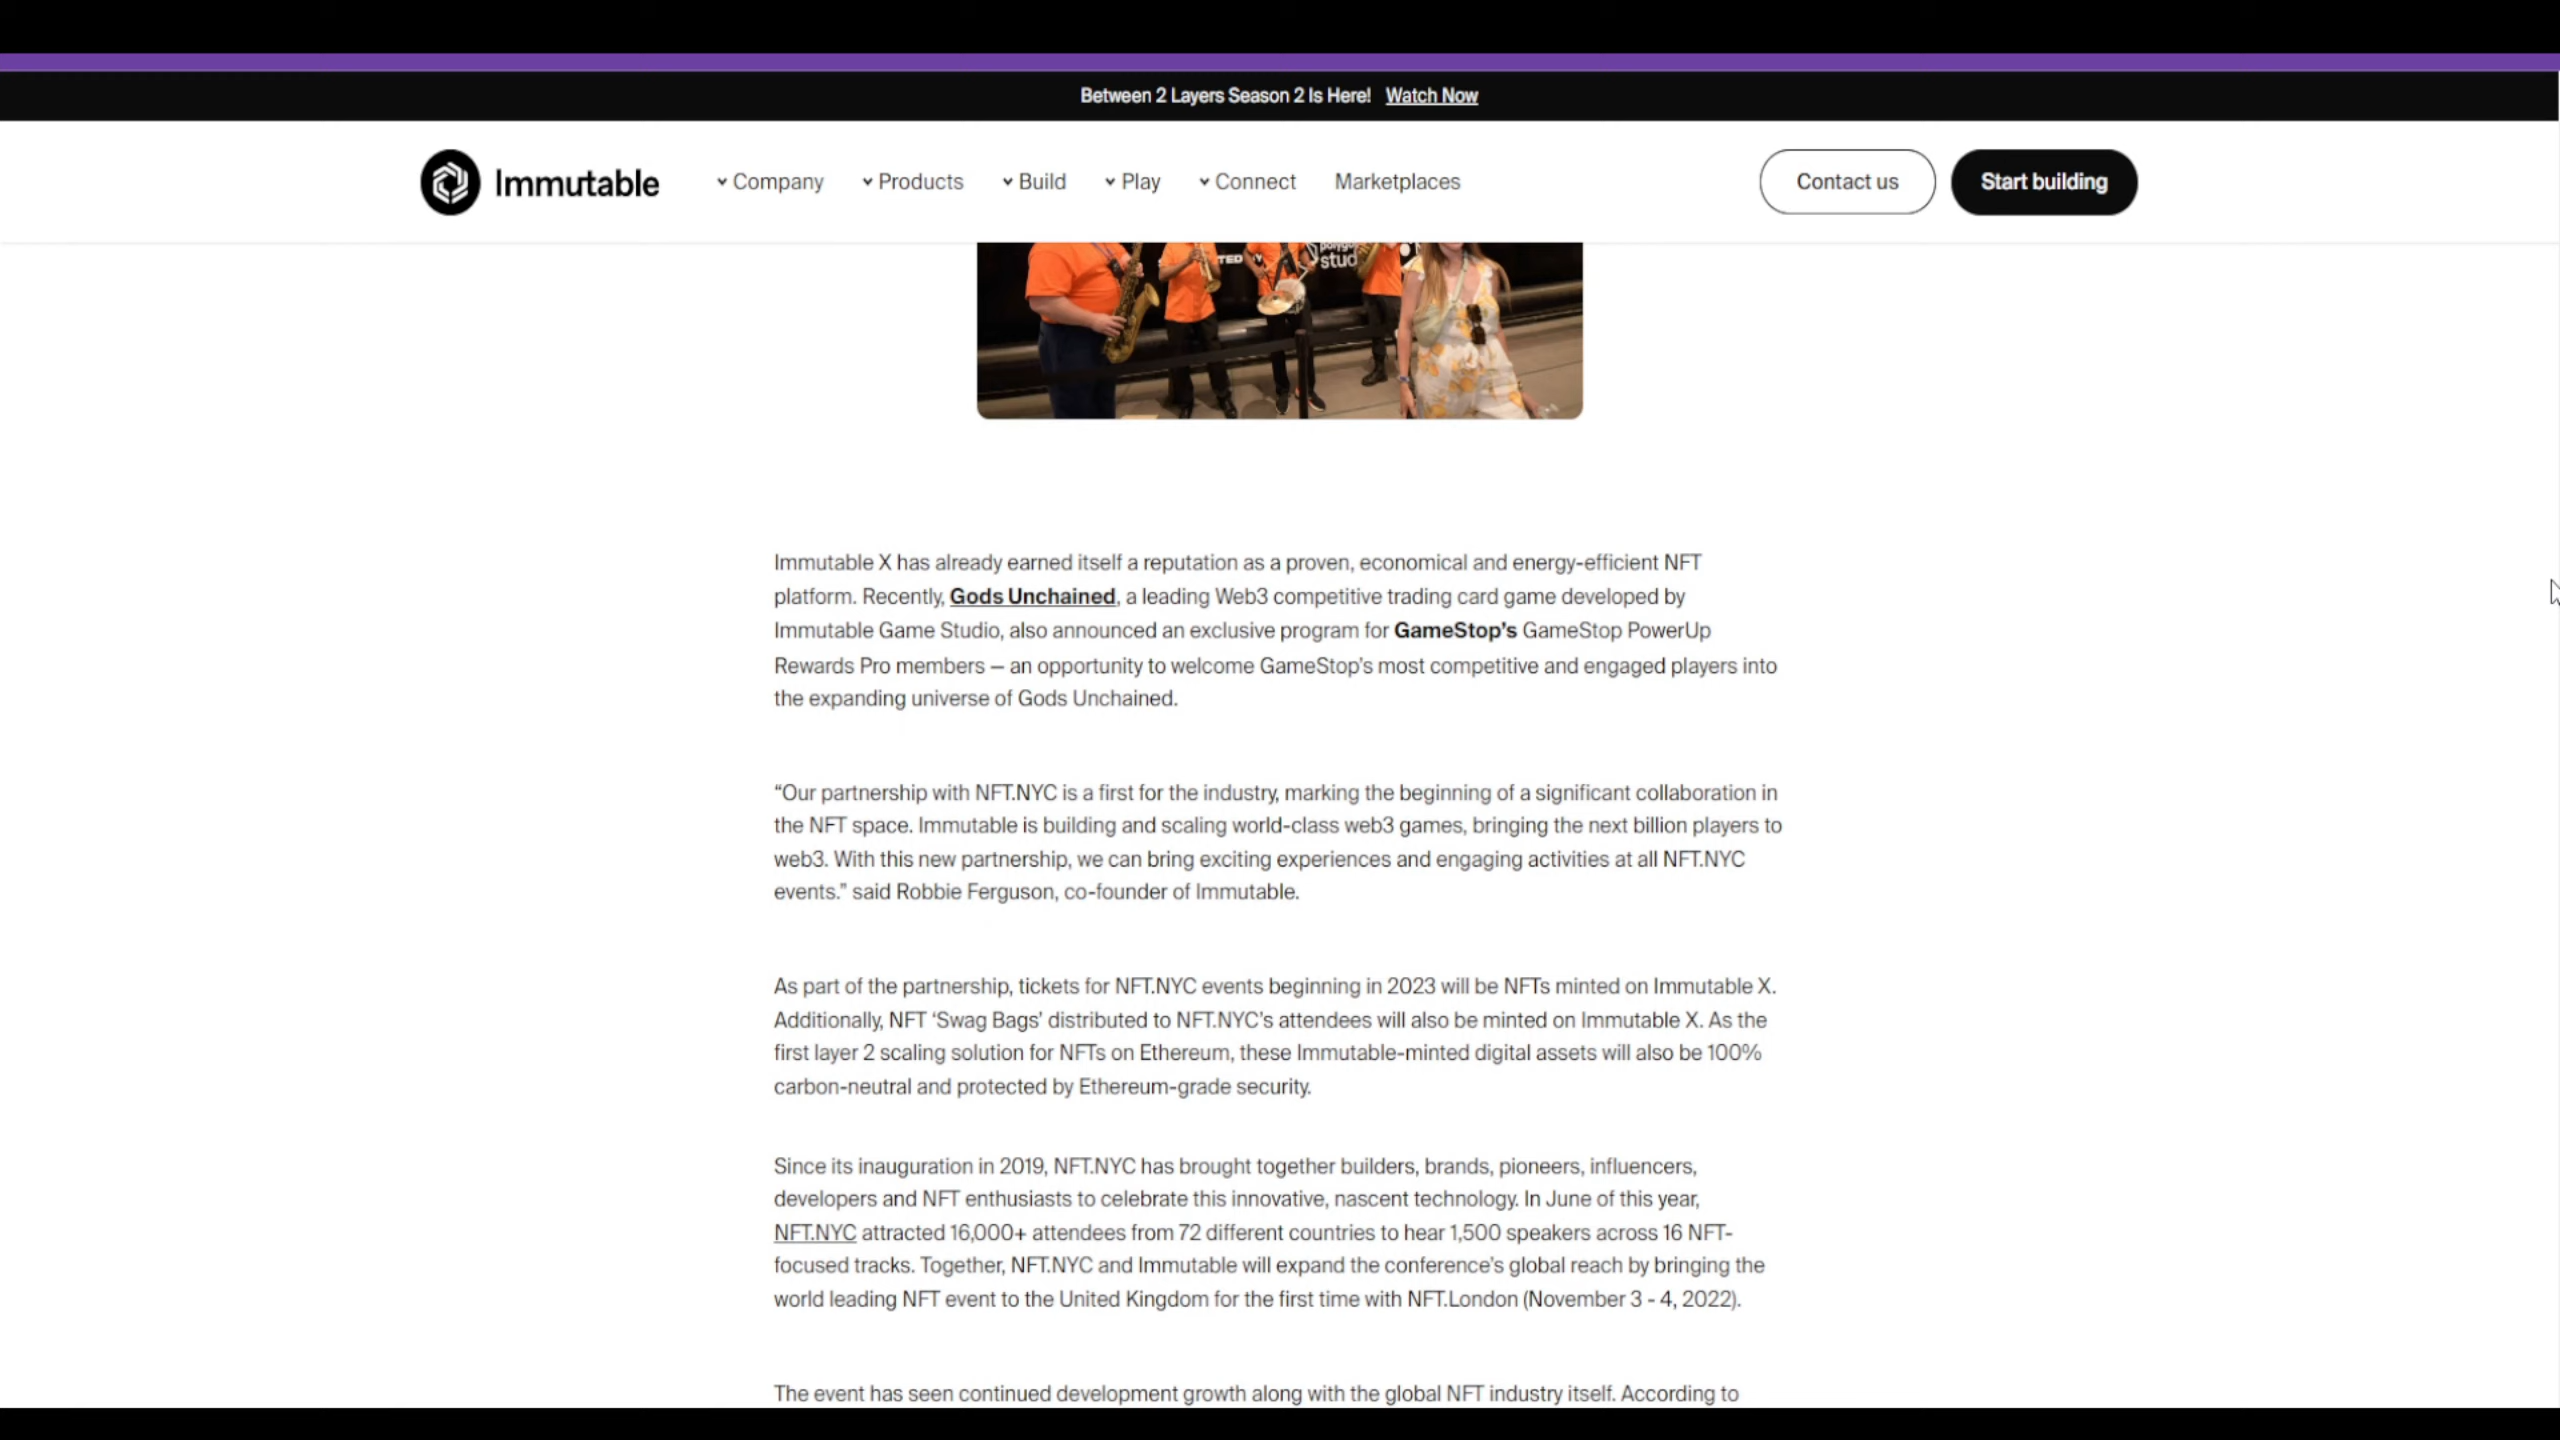 Between 2 Layers Season 2 Is Here! Watch Now
Immutable Company Products Build Play Connect Marketplaces Contact us Start building
TED
stud
Immutable X has already earned itself a reputation as a proven, economical and energy-efficient NFT
platform. Recently, Gods Unchained, a leading Web3 competitive trading card game developed by
Immutable Game Studio, also announced an exclusive program for GameStop’s GameStop PowerUp
Rewards Pro members – an opportunity to welcome GameStop’s most competitive and engaged players into
the expanding universe of Gods Unchained.
“Our partnership with NFT.NYC is a first for the industry, marking the beginning of a significant collaboration in
the NFT space. Immutable is building and scaling world-class web3 games, bringing the next billion players to
web3. With this new partnership, we can bring exciting experiences and engaging activities at all NFT.NYC
events.” said Robbie Ferguson, co-founder of Immutable.
As part of the partnership, tickets for NFT.NYC events beginning in 2023 will be NFTs minted on Immutable X.
Additionally, NFT ‘Swag Bags’ distributed to NFT.NYC’s attendees will also be minted on Immutable X. As the
first layer 2 scaling solution for NFTs on Ethereum, these Immutable-minted digital assets will also be 100%
carbon-neutral and protected by Ethereum-grade security.
Since its inauguration in 2019, NFT.NYC has brought together builders, brands, pioneers, influencers,
developers and NFT enthusiasts to celebrate this innovative, nascent technology. In June of this year,
NFT.NYC attracted 16,000+ attendees from 72 different countries to hear 1,500 speakers across 16 NFT-
focused tracks. Together, NFT.NYC and Immutable will expand the conference’s global reach by bringing the
world leading NFT event to the United Kingdom for the first time with NFT.London (November 3 - 4, 2022).
The event has seen continued development growth along with the global NFT industry itself. According to